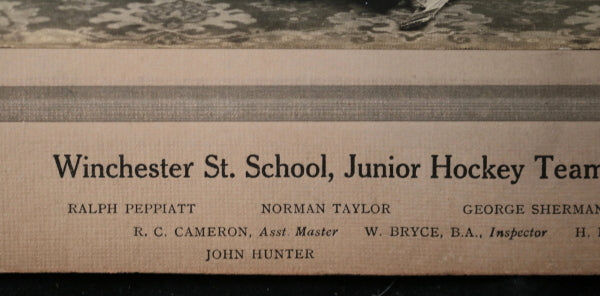 Winchester St. School, Junior Hockey Team
RALPH PEPPIATT NORMAN TAYLOR GEORGE SHERMAN
R. C. CAMERON, Asst. Master W. BRYCE, B.A., Inspector H.
JOHN HUNTER